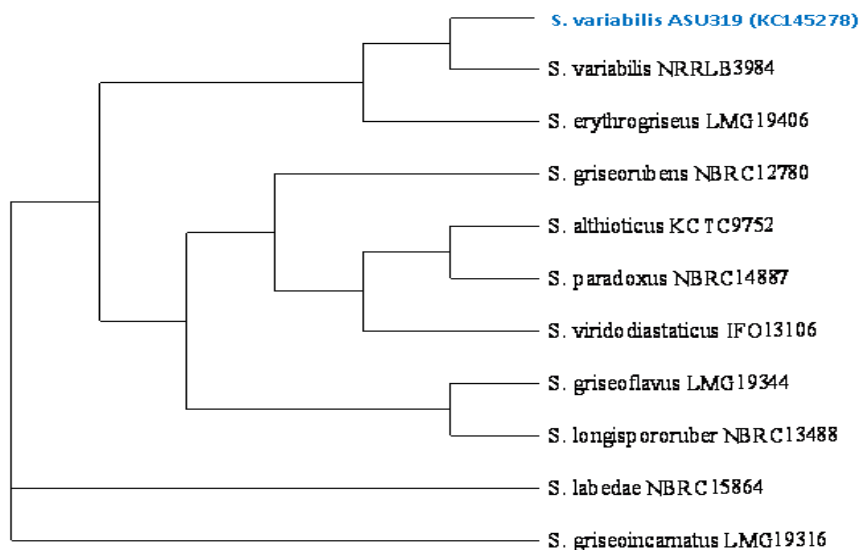 S. variabilis ASU319 (KC145278)
S. variabilis NRRLB3984
S. erythrogriseus LMG19406
S. griseorubens NBRC12780
S. althioticus KCTC9752
S. paradoxus NBRC14887
S. viridodiastaticus IFO13106
S. griseoflavus LMG19344
S. longispororuber NBRC13488
S. labedae NBRC15864
S. griseoincarnatus LMG19316